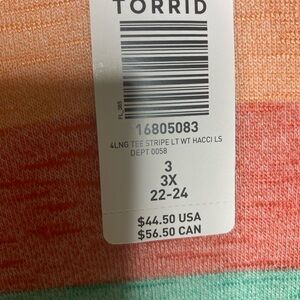 TORRID
PL_365
16805083
4LNG TEE STRIPE LT WT HACCI LS
DEPT 0058
3
3X
22-24
$44.50 USA
$56.50 CAN